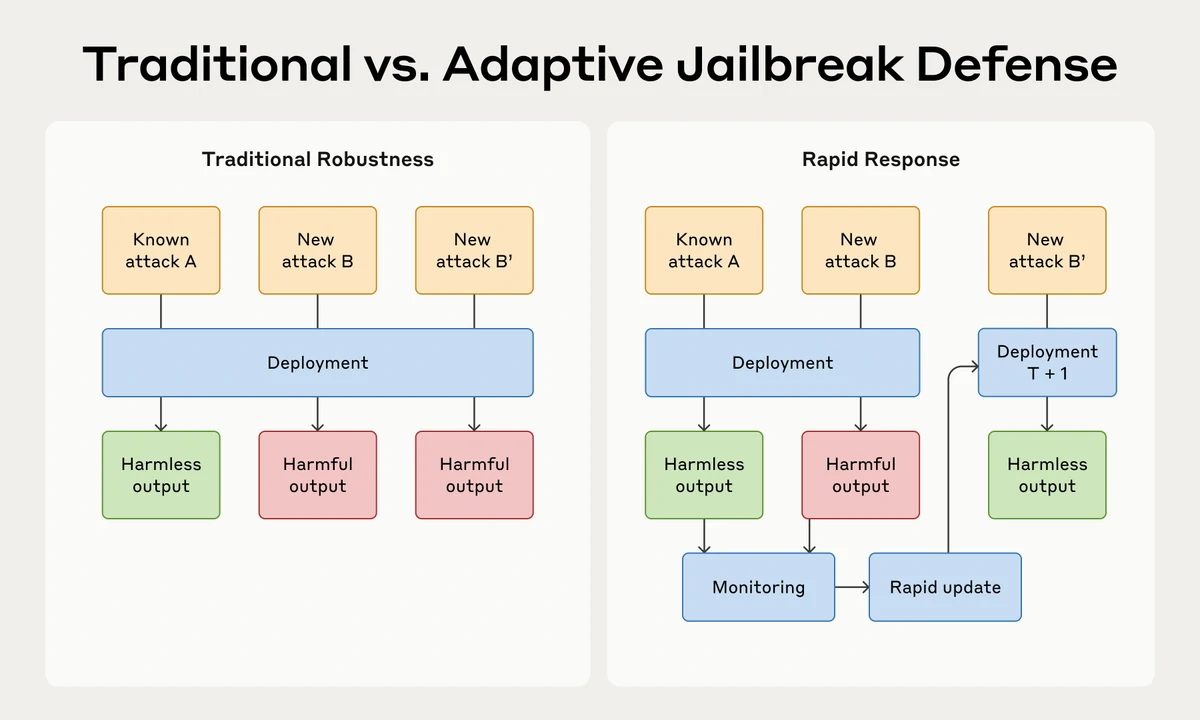 Traditional vs. Adaptive Jailbreak Defense
Traditional Robustness
Known
attack A
New
attack B
New
attack B’
Deployment
Harmless
output
Harmful
output
Harmful
output
Rapid Response
Known
attack A
New
attack B
New
attack B’
Deployment
Deployment
T + 1
Harmless
output
Harmful
output
Harmless
output
Monitoring
Rapid update